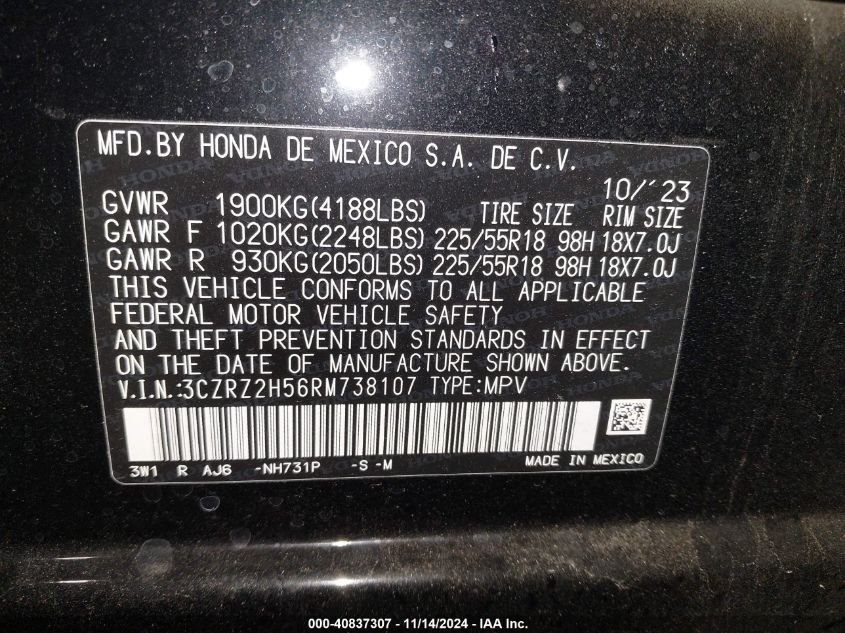 MFD.BY HONDA DE MEXICO S.A. DE C.V.
10/´23
GVWR 1900KG(4188LBS) TIRE SIZE RIM SIZE
GAWR F 1020KG(2248LBS) 225/55R18 98H 18X7.0J
GAWR R 930KG(2050LBS) 225/55R18 98H 18X7.0J
THIS VEHICLE CONFORMS TO ALL APPLICABLE
FEDERAL MOTOR VEHICLE SAFETY
AND THEFT PREVENTION STANDARDS IN EFFECT
ON THE DATE OF MANUFACTURE SHOWN ABOVE.
V.I.N.:3CZRZ2H56RM738107 TYPE:MPV
3W1 R AJ6 -NH731P -S -M MADE IN MEXICO
000-40837307 - 11/14/2024 - IAA Inc.